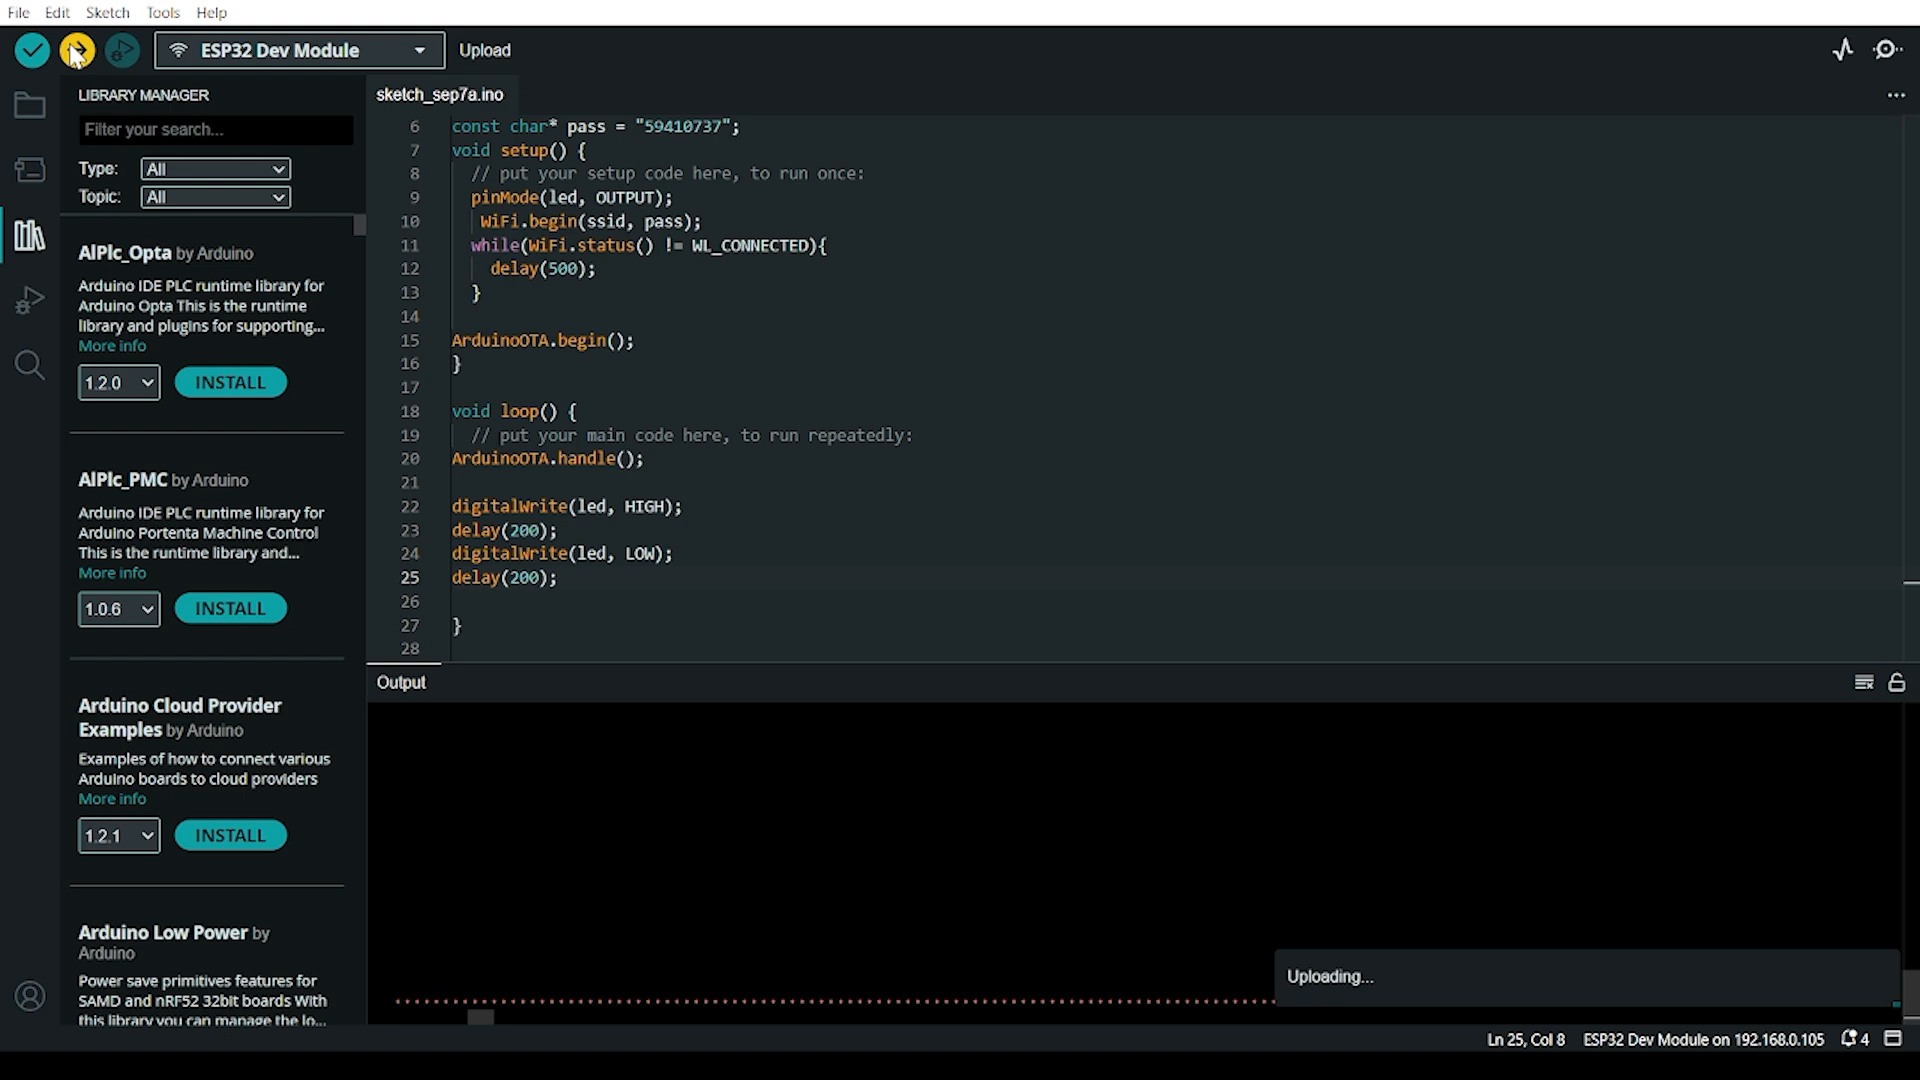 File Edit Sketch Tools Help
ESP32 Dev Module Upload
LIBRARY MANAGER
Filter your search...
Type: All
Topic: All
AIPlc_Opta by Arduino
Arduino IDE PLC runtime library for
Arduino Opta This is the runtime
library and plugins for supporting...
More info
1.2.0 INSTALL
AIPlc_PMC by Arduino
Arduino IDE PLC runtime library for
Arduino Portenta Machine Control
This is the runtime library and...
More info
1.0.6 INSTALL
Arduino Cloud Provider
Examples by Arduino
Examples of how to connect various
Arduino boards to cloud providers
More info
1.2.1 INSTALL
Arduino Low Power by
Arduino
Power save primitives features for
SAMD and nRF52 32bit boards With
this library you can manage the lo...
sketch_sep7a.ino
6 const char* pass = "59410737";
7 void setup() {
8 // put your setup code here, to run once:
9 pinMode(led, OUTPUT);
10 WiFi.begin(ssid, pass);
11 while(WiFi.status() != WL_CONNECTED){
12 delay(500);
13 }
14
15 ArduinoOTA.begin();
16 }
17
18 void loop() {
19 // put your main code here, to run repeatedly:
20 ArduinoOTA.handle();
21
22 digitalWrite(led, HIGH);
23 delay(200);
24 digitalWrite(led, LOW);
25 delay(200);
26
27 }
28
Output
Uploading...
Ln 25, Col 8 ESP32 Dev Module on 192.168.0.105 4